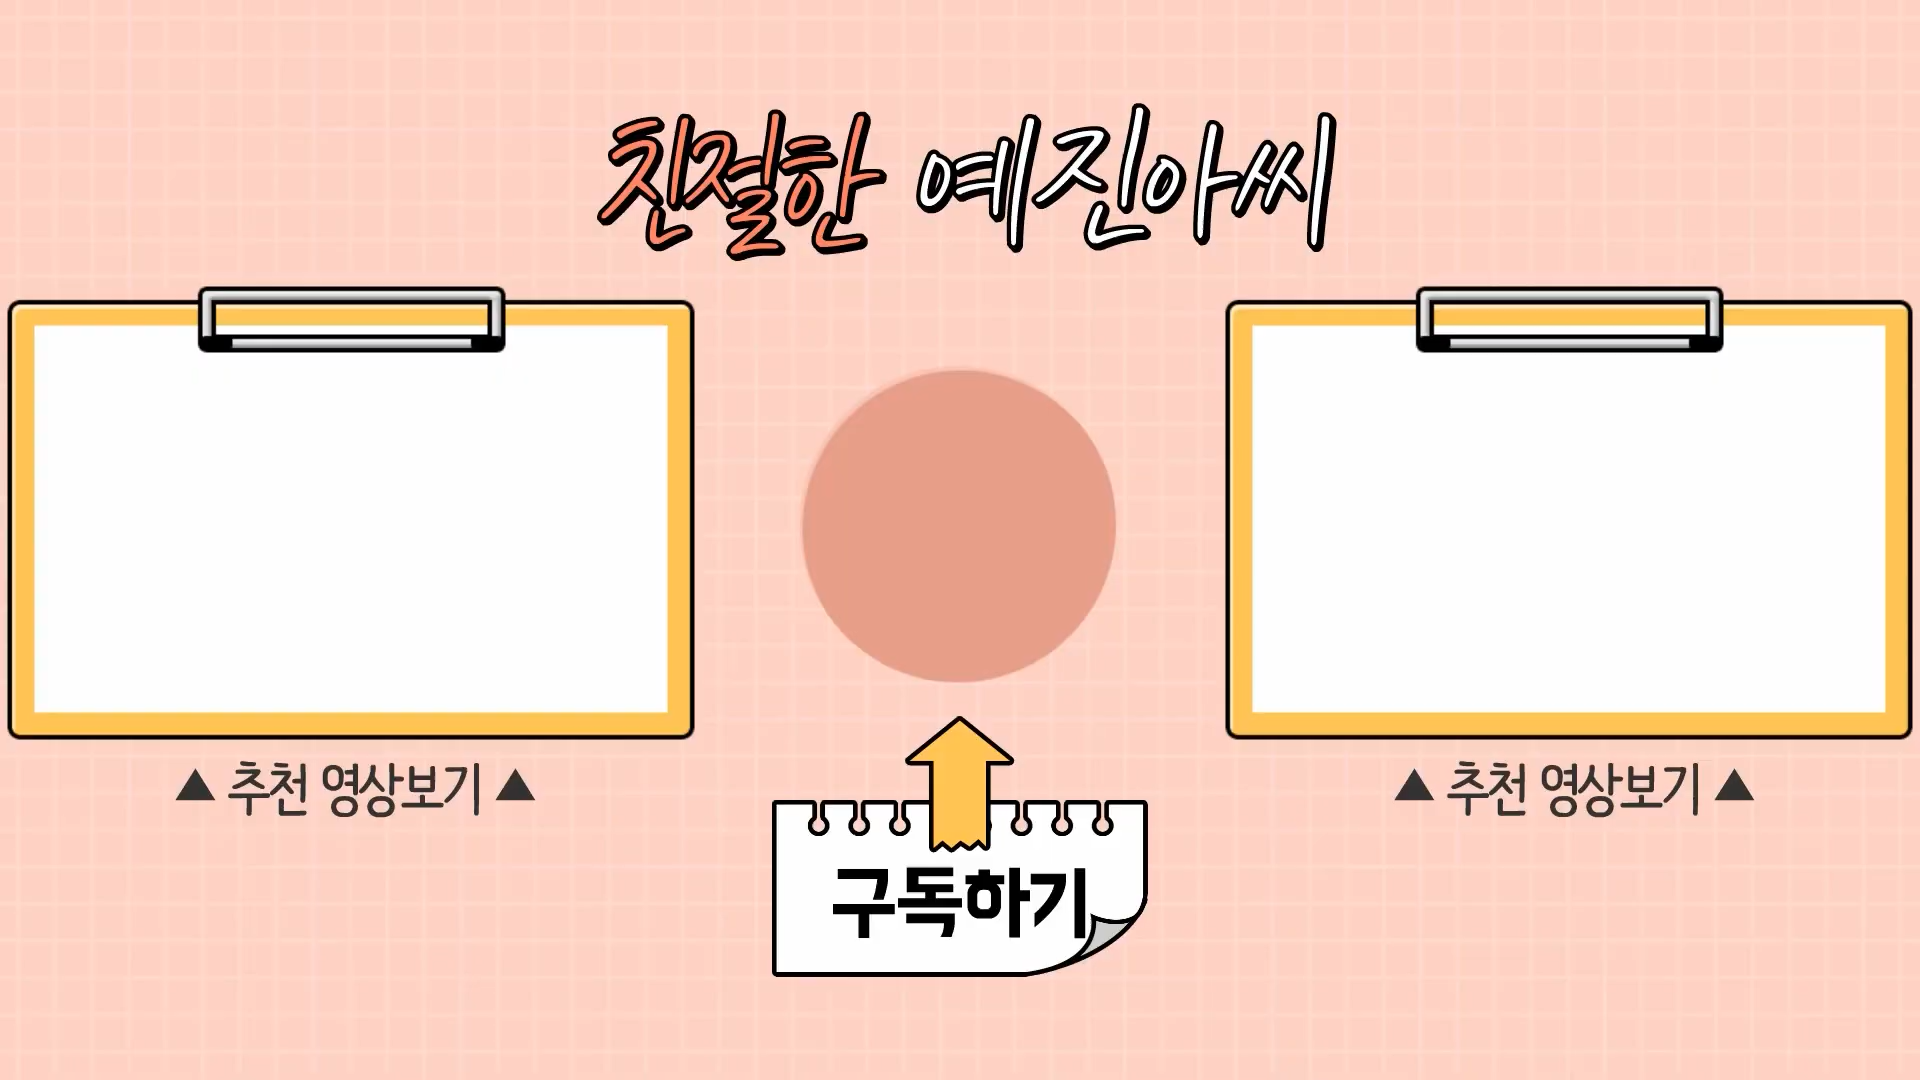 친절한 예진아씨
▲ 추천 영상보기 ▲
▲ 추천 영상보기 ▲
구독하기